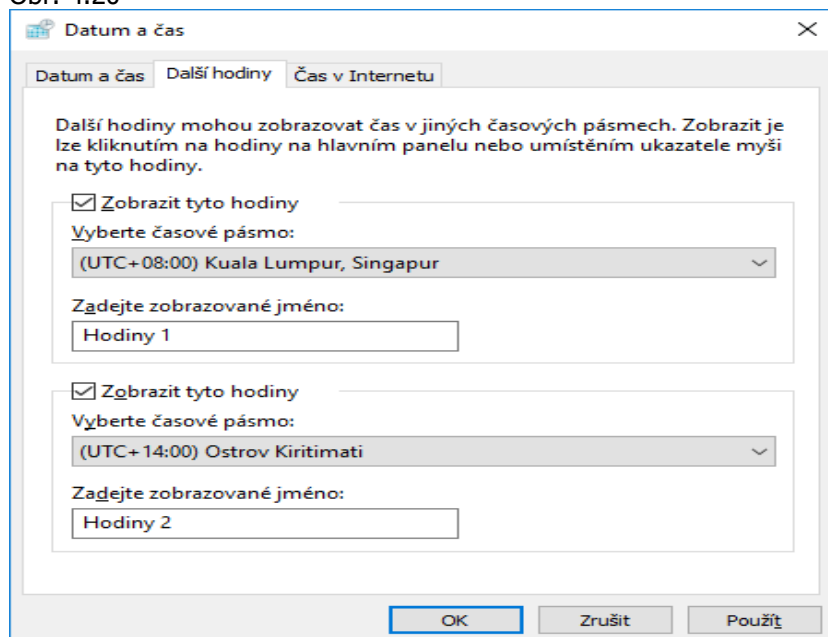 Datum a čas
Datum a čas Další hodiny Čas v Internetu
Další hodiny mohou zobrazovat čas v jiných časových pásmech. Zobrazit je
lze kliknutím na hodiny na hlavním panelu nebo umístěním ukazatele myši
na tyto hodiny.
Zobrazit tyto hodiny
Vyberte časové pásmo:
(UTC+08:00) Kuala Lumpur, Singapur
Zadejte zobrazované jméno:
Hodiny 1
Zobrazit tyto hodiny
Vyberte časové pásmo:
(UTC+14:00) Ostrov Kiritimati
Zadejte zobrazované jméno:
Hodiny 2
OK Zrušit Použít